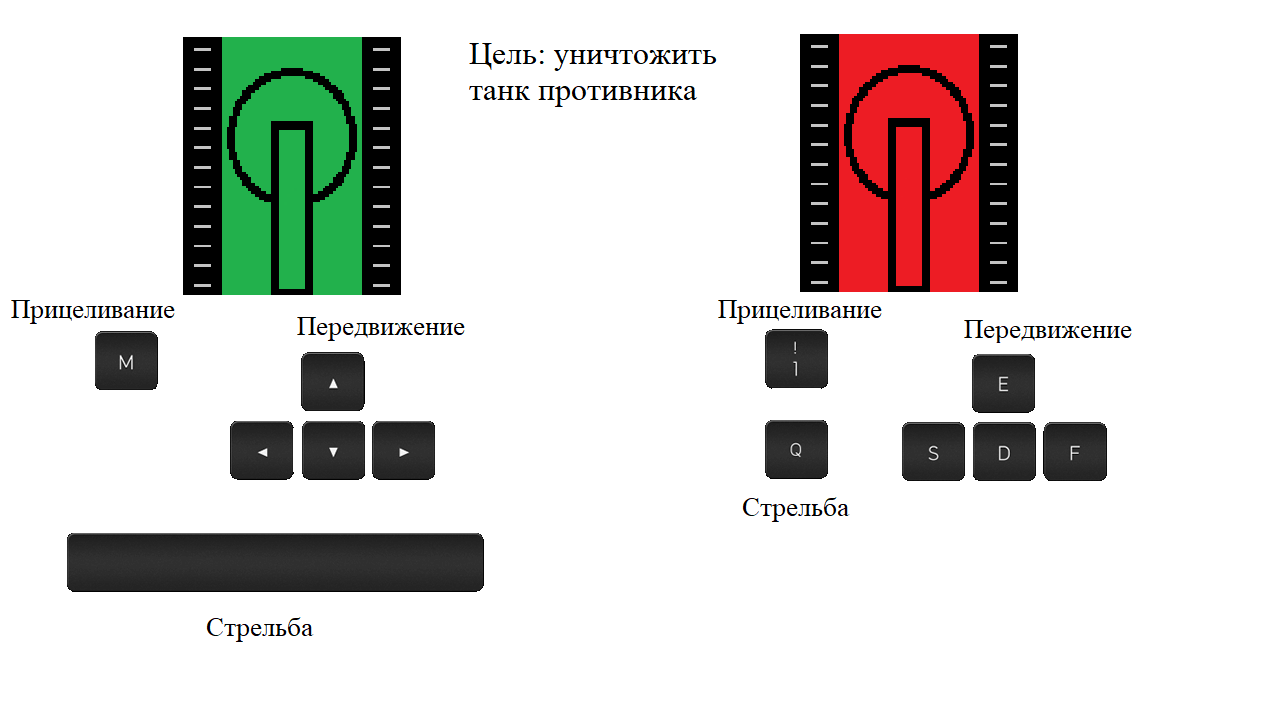 Цель: уничтожить
танк противника
Прицеливание
Передвижение
M
▲
◄ ▼ ►
Стрельба
Прицеливание
Передвижение
!
1
E
Q
S D F
Стрельба